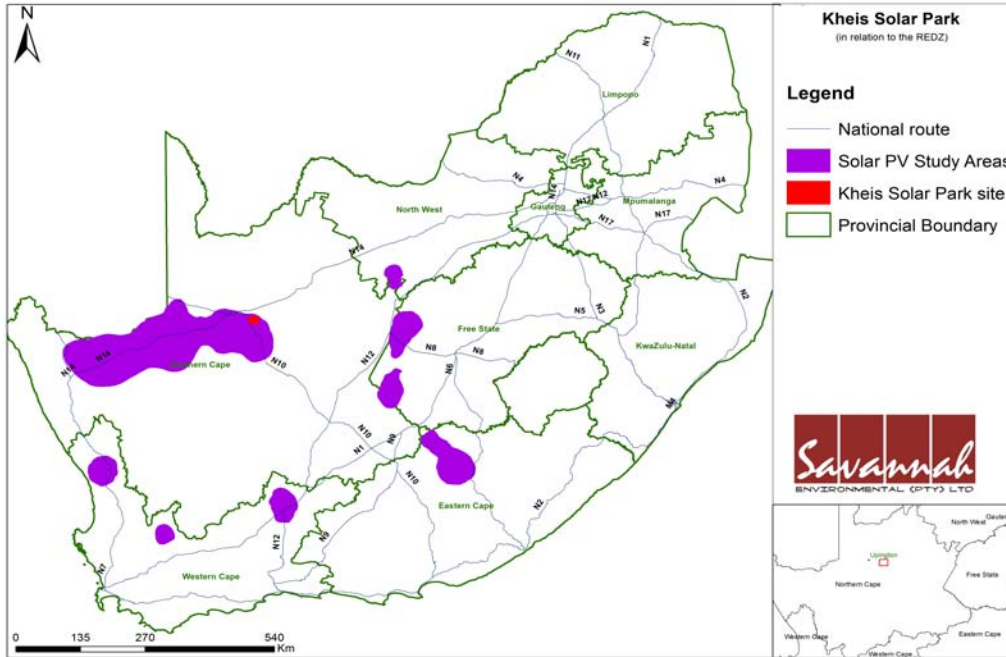 N
N1
N11
Limpopo
N4
N14
N12
N12
N4
Gauteng
Mpumalanga
North West
N17
N17
N14
N2
N3
N5
Free State
KwaZulu-Natal
N14
N14
N12
N8
N8
N6
Northern Cape
N10
N10
N1
N9
N10
Eastern Cape
N2
N12
N9
N7
Western Cape
0 135 270 540
Km
Kheis Solar Park
(in relation to the REDZ)
Legend
National route
Solar PV Study Areas
Kheis Solar Park site
Provincial Boundary
Savannah
ENVIRONMENTAL (PTY) LTD
North West
Gauten
Upington
Northern Cape
Free State
Western Cape
Eastern Cape
Western Cape